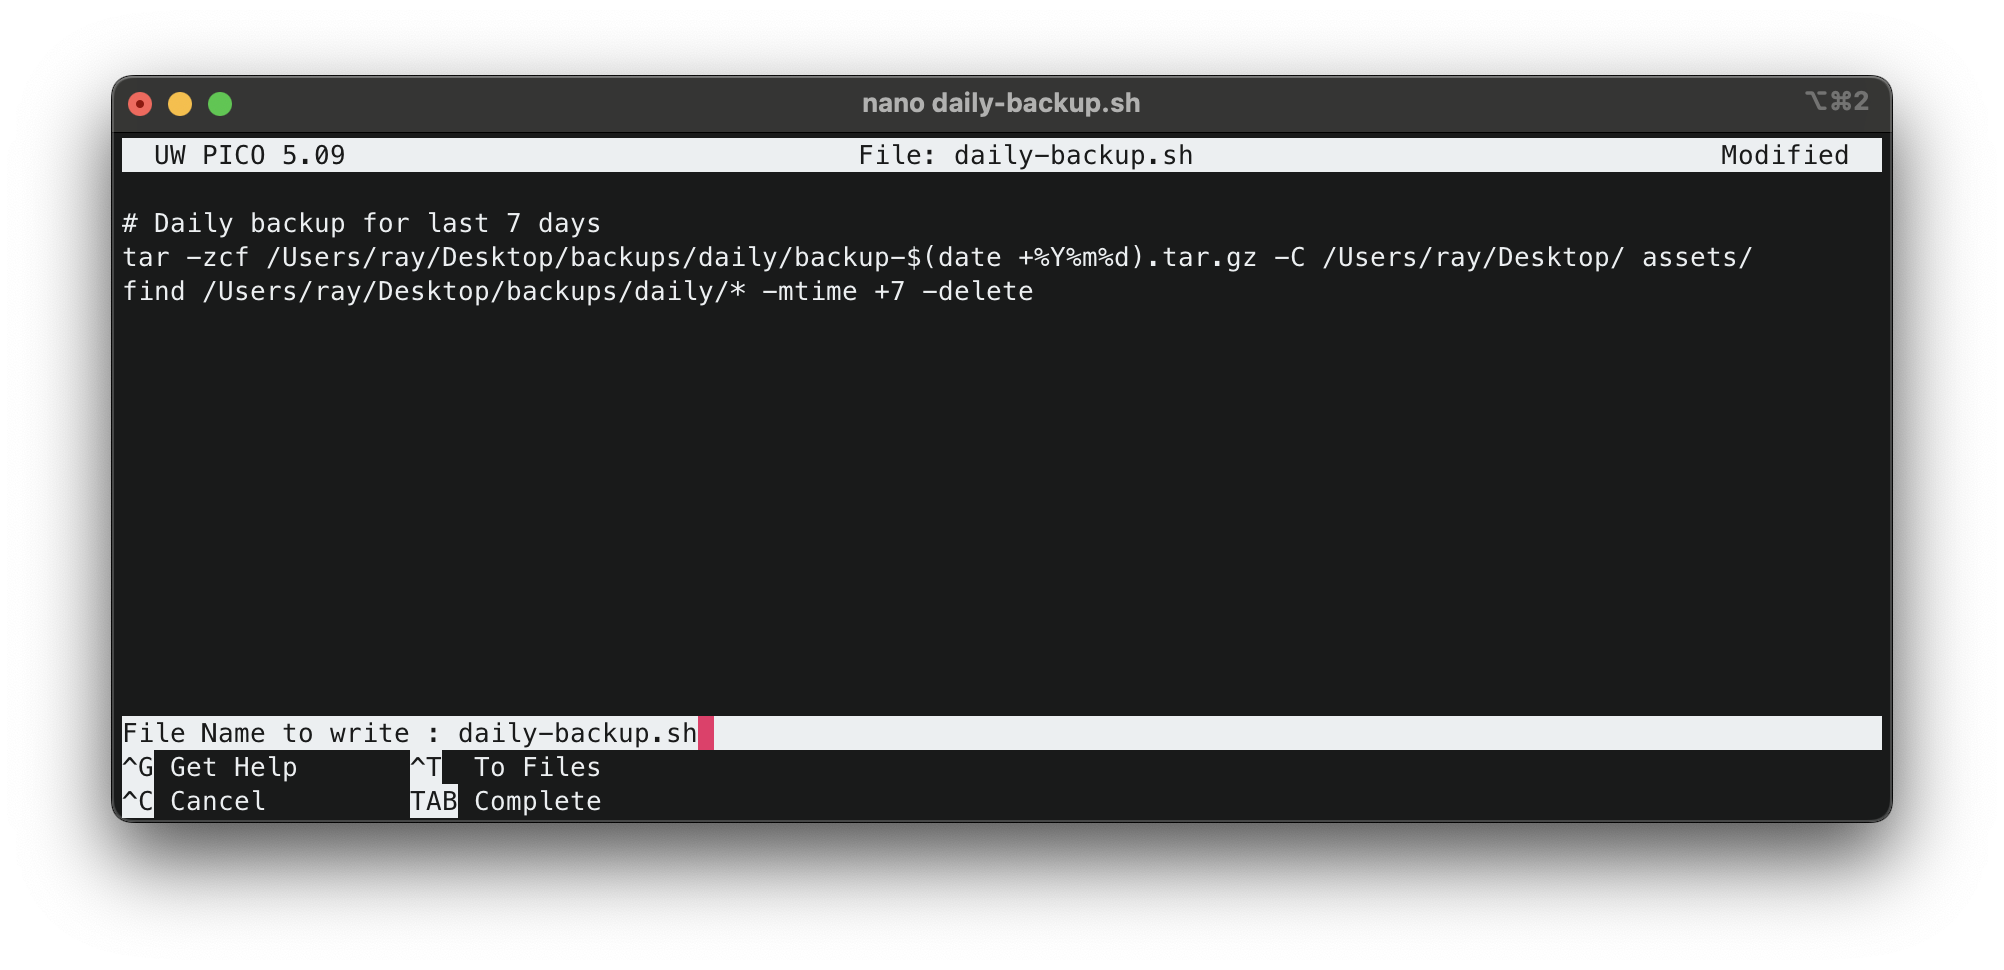 nano daily-backup.sh ⌥⌘2
UW PICO 5.09 File: daily-backup.sh Modified
# Daily backup for last 7 days
tar -zcf /Users/ray/Desktop/backups/daily/backup-$(date +%Y%m%d).tar.gz -C /Users/ray/Desktop/ assets/
find /Users/ray/Desktop/backups/daily/* -mtime +7 -delete
File Name to write : daily-backup.sh
^G Get Help ^T To Files
^C Cancel TAB Complete